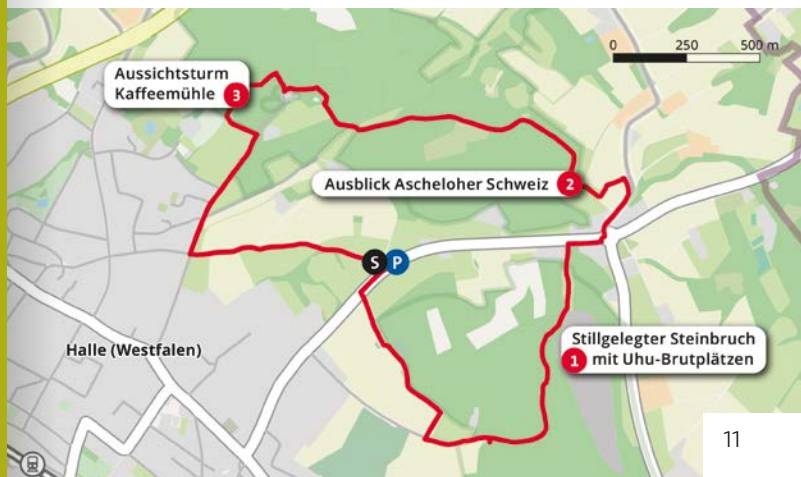 0 250 500 m
Aussichtsturm
Kaffeemühle
3
Ausblick Ascheloher Schweiz 2
S P
Halle (Westfalen)
Stillgelegter Steinbruch
1 mit Uhu-Brutplätzen
11